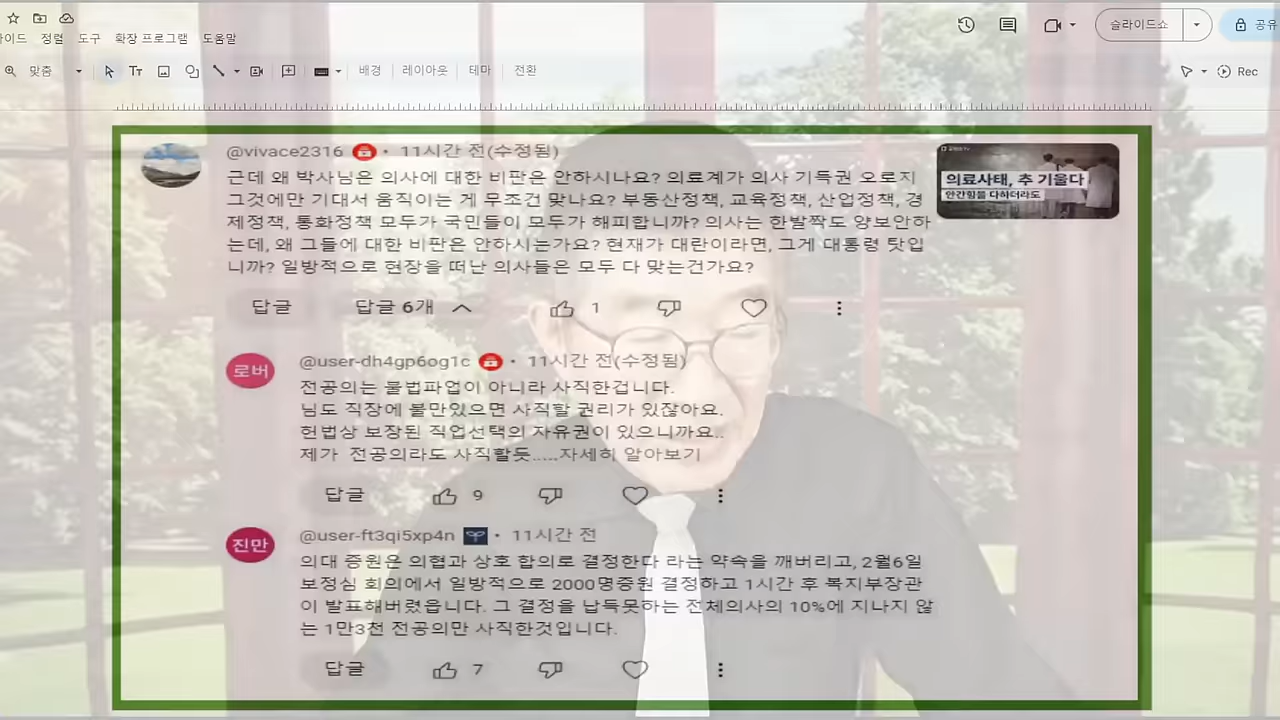 라이드 정렬 도구 확장 프로그램 도움말
슬라이드쇼
공유
맞춤
Tт
배경 레이아웃 테마 전환
Rec
@vivace2316 · 11시간 전(수정됨)
근데 왜 박사님은 의사에 대한 비판은 안하시나요? 의료계가 의사 기득권 오로지
그것에만 기대서 움직이는 게 무조건 맞나요? 부동산정책, 교육정책, 산업정책, 경
제정책, 통화정책 모두가 국민들이 모두가 해피합니까? 의사는 한발짝도 양보안하
는데, 왜 그들에 대한 비판은 안하시는가요? 현재가 대란이라면, 그게 대통령 탓입
니까? 일방적으로 현장을 떠난 의사들은 모두 다 맞는건가요?
의료사태, 추 기울다
안간힘을 다하더라도
답글 답글 6개 1
로버
@user-dh4gp6og1c · 11시간 전(수정됨)
전공의는 불법파업이 아니라 사직한겁니다.
님도 직장에 불만있으면 사직할 권리가 있잖아요.
헌법상 보장된 직업선택의 자유권이 있으니까요..
제가 전공의라도 사직할듯.....자세히 알아보기
답글 9
진만
@user-ft3qi5xp4n · 11시간 전
의대 증원은 의협과 상호 합의로 결정한다 라는 약속을 깨버리고, 2월6일
보정심 회의에서 일방적으로 2000명증원 결정하고 1시간 후 복지부장관
이 발표해버렸읍니다. 그 결정을 납득못하는 전체의사의 10%에 지나지 않
는 1만3천 전공의만 사직한것입니다.
답글 7